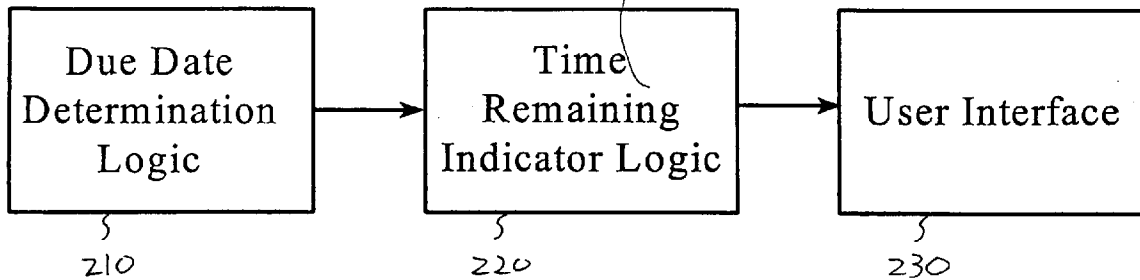 Due Date
Determination
Logic
Time
Remaining
Indicator Logic
User Interface
210
220
230